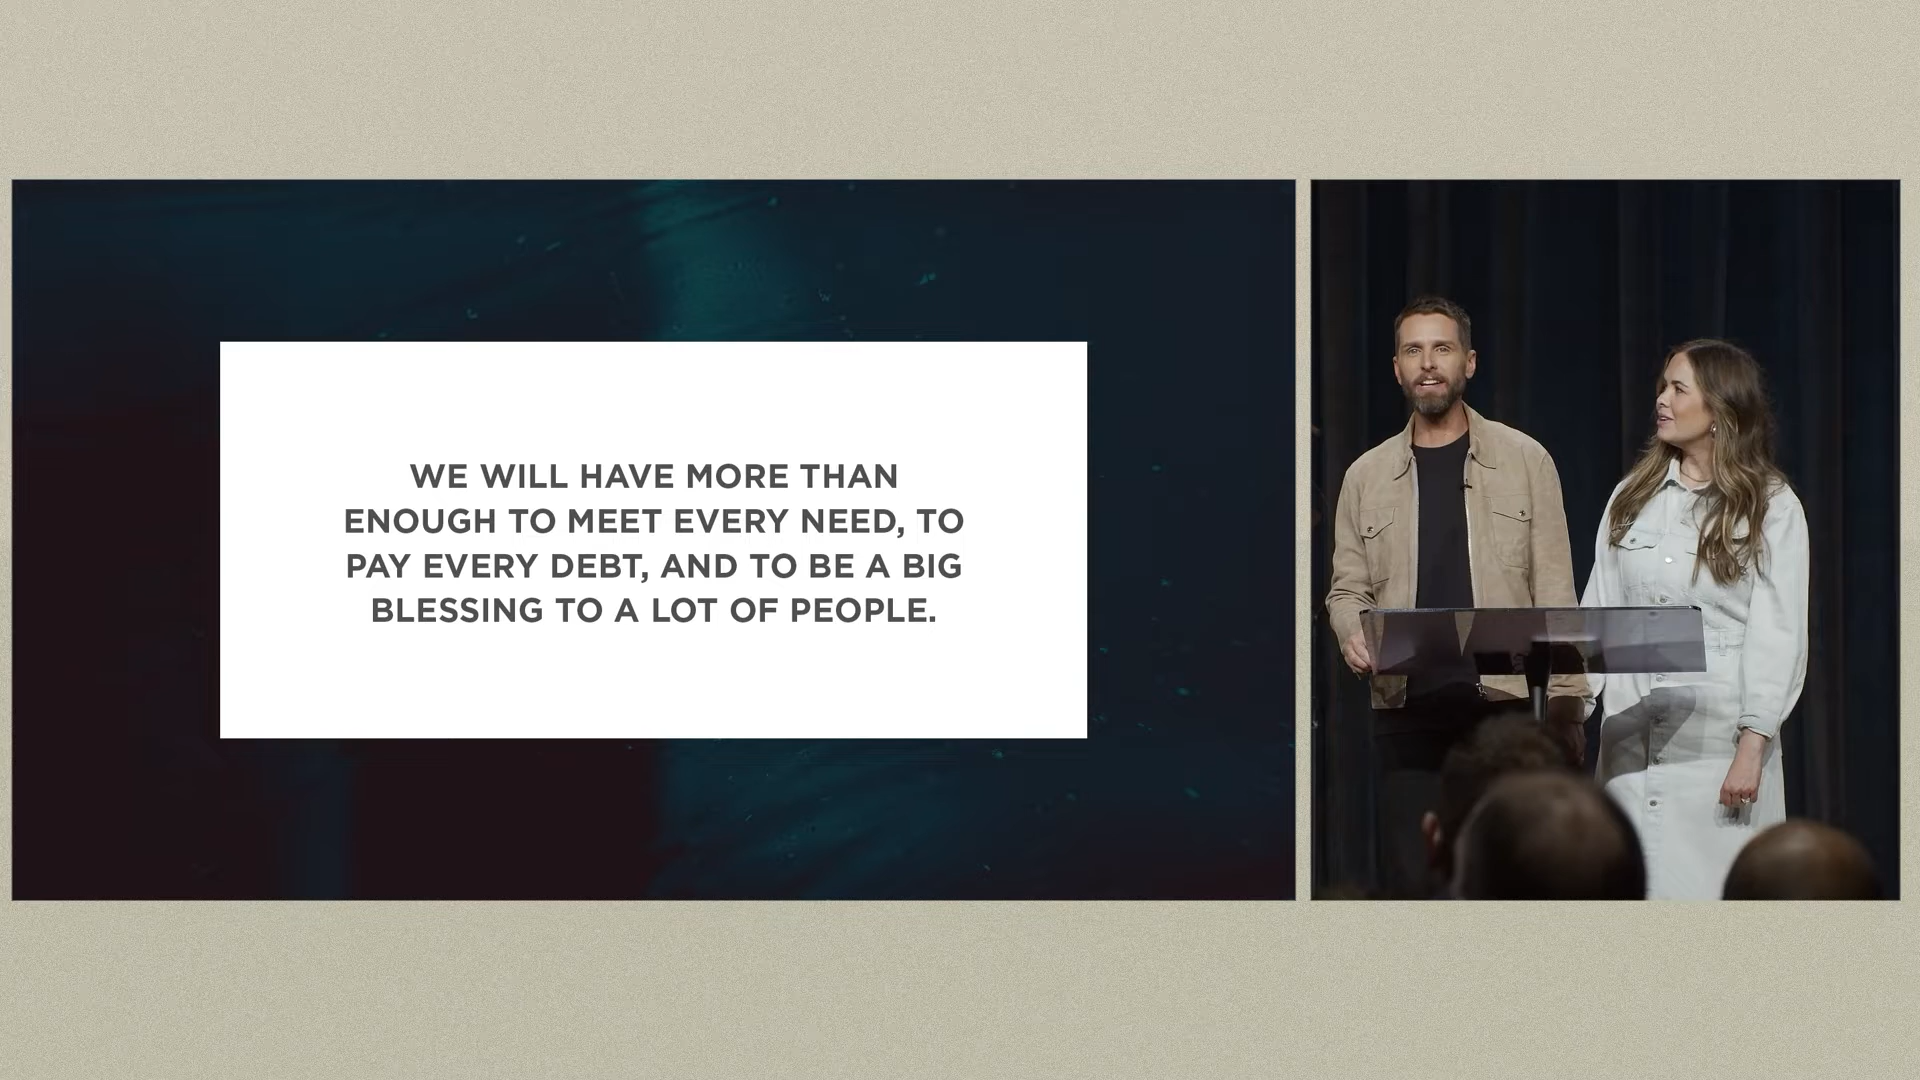 WE WILL HAVE MORE THAN
ENOUGH TO MEET EVERY NEED, TO
PAY EVERY DEBT, AND TO BE A BIG
BLESSING TO A LOT OF PEOPLE.